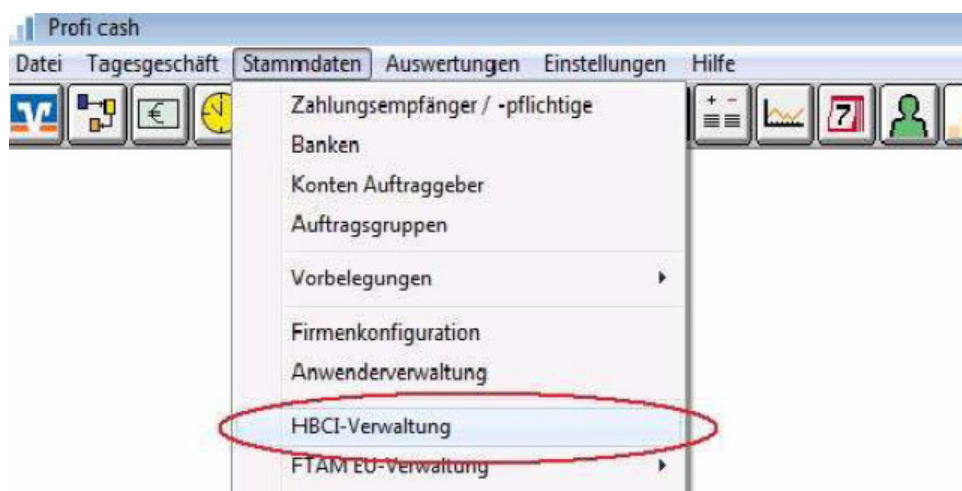 Profi cash
Datei Tagesgeschäft Stammdaten Auswertungen Einstellungen Hilfe
7
Zahlungsempfänger / -pflichtige
Banken
Konten Auftraggeber
Auftragsgruppen
Vorbelegungen
Firmenkonfiguration
Anwenderverwaltung
HBCI-Verwaltung
FTAM EU-Verwaltung